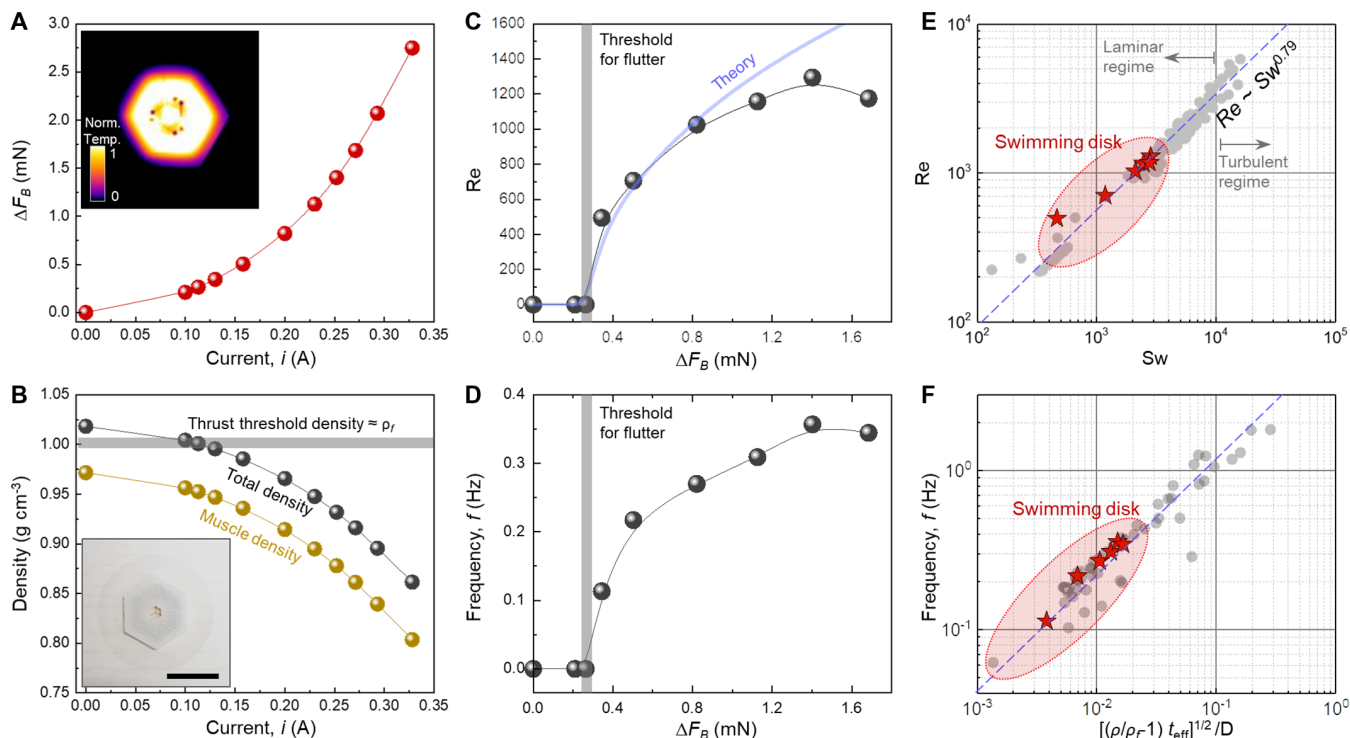 A
3.0
2.5
2.0
1.5
1.0
0.5
0.0
ΔF_B (mN)
Norm.
Temp.
1
0
0.00
0.05
0.10
0.15
0.20
0.25
0.30
0.35
Current, i (A)
B
1.05
1.00
0.95
0.90
0.85
0.80
0.75
Density (g cm⁻³)
Thrust threshold density ≈ ρ_f
Total density
Muscle density
0.00
0.05
0.10
0.15
0.20
0.25
0.30
0.35
Current, i (A)
C
1600
1400
1200
1000
800
600
400
200
0
Re
Threshold
for flutter
Theory
0.0
0.4
0.8
1.2
1.6
ΔF_B (mN)
D
0.4
0.3
0.2
0.1
0.0
Frequency, f (Hz)
Threshold
for flutter
0.0
0.4
0.8
1.2
1.6
ΔF_B (mN)
E
10⁴
10³
10²
Re
Laminar
regime
Re ~ Sw^0.79
Swimming disk
Turbulent
regime
10²
10³
10⁴
10⁵
Sw
F
10⁰
10⁻¹
Frequency, f (Hz)
Swimming disk
10⁻³
10⁻²
10⁻¹
10⁰
[(ρ/ρ_f-1) t_eff]^1/2/D